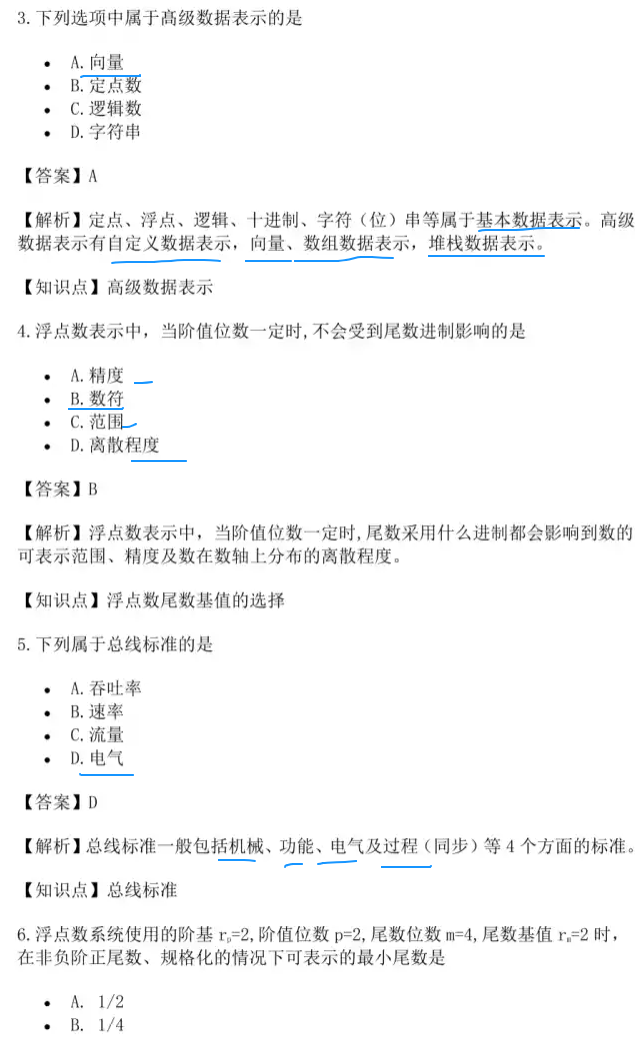 3.下列选项中属于高级数据表示的是
• A.向量
• B.定点数
• C.逻辑数
• D.字符串
【答案】A
【解析】定点、浮点、逻辑、十进制、字符（位）串等属于基本数据表示。高级
数据表示有自定义数据表示，向量、数组数据表示，堆栈数据表示。
【知识点】高级数据表示
4.浮点数表示中，当阶值位数一定时,不会受到尾数进制影响的是
• A.精度
• B.数符
• C.范围
• D.离散程度
【答案】B
【解析】浮点数表示中，当阶值位数一定时,尾数采用什么进制都会影响到数的
可表示范围、精度及数在数轴上分布的离散程度。
【知识点】浮点数尾数基值的选择
5.下列属于总线标准的是
• A.吞吐率
• B.速率
• C.流量
• D.电气
【答案】D
【解析】总线标准一般包括机械、功能、电气及过程（同步）等 4 个方面的标准。
【知识点】总线标准
6.浮点数系统使用的阶基 rₚ=2,阶值位数 p=2,尾数位数 m=4,尾数基值 rₘ=2 时，
在非负阶正尾数、规格化的情况下可表示的最小尾数是
• A. 1/2
• B. 1/4